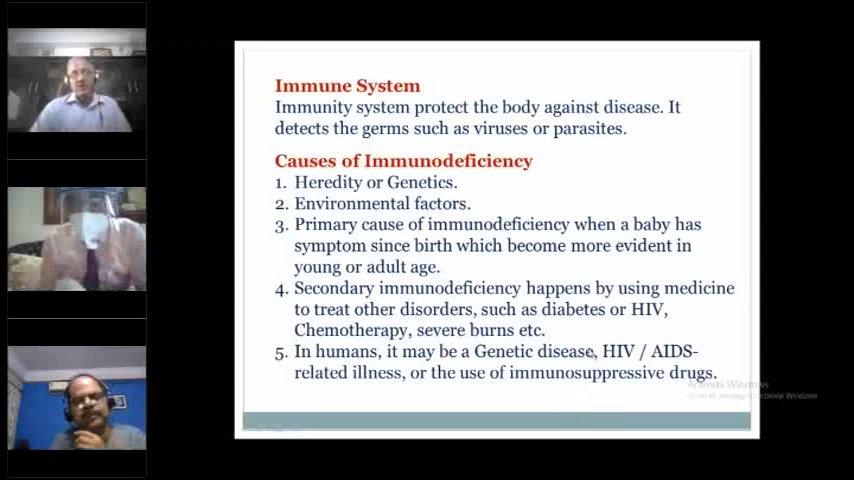 Immune System
Immunity system protect the body against disease. It
detects the germs such as viruses or parasites.
Causes of Immunodeficiency
1. Heredity or Genetics.
2. Environmental factors.
3. Primary cause of immunodeficiency when a baby has
symptom since birth which become more evident in
young or adult age.
4. Secondary immunodeficiency happens by using medicine
to treat other disorders, such as diabetes or HIV,
Chemotherapy, severe burns etc.
5. In humans, it may be a Genetic disease, HIV / AIDS-
related illness, or the use of immunosuppressive drugs.
Activate Windows